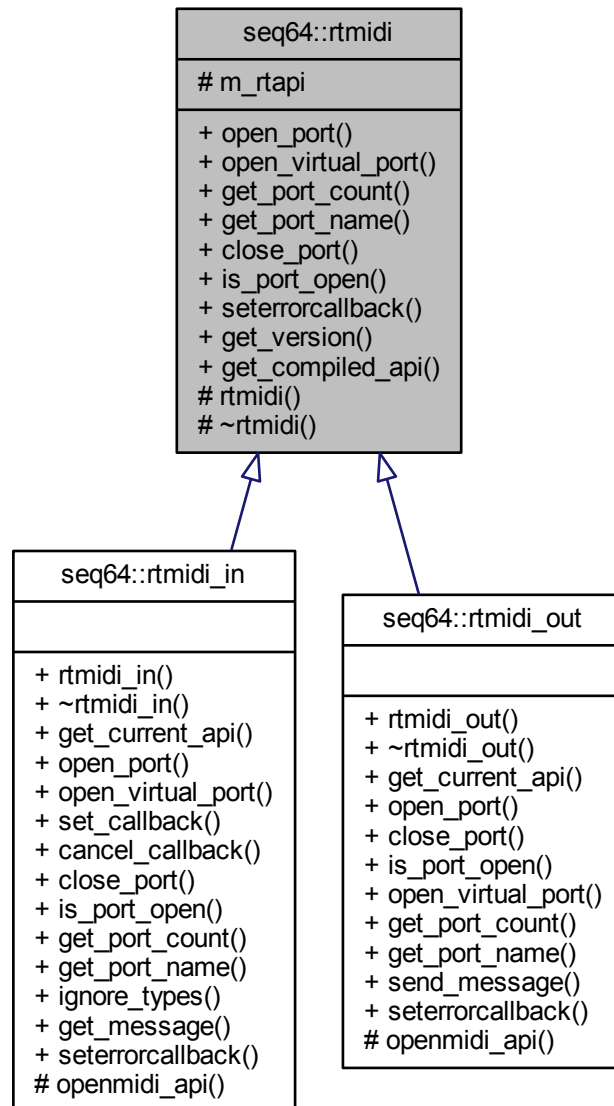 seq64::rtmidi
# m_rtapi
+ open_port()
+ open_virtual_port()
+ get_port_count()
+ get_port_name()
+ close_port()
+ is_port_open()
+ seterrorcallback()
+ get_version()
+ get_compiled_api()
# rtmidi()
# ~rtmidi()
seq64::rtmidi_in
+ rtmidi_in()
+ ~rtmidi_in()
+ get_current_api()
+ open_port()
+ open_virtual_port()
+ set_callback()
+ cancel_callback()
+ close_port()
+ is_port_open()
+ get_port_count()
+ get_port_name()
+ ignore_types()
+ get_message()
+ seterrorcallback()
# openmidi_api()
seq64::rtmidi_out
+ rtmidi_out()
+ ~rtmidi_out()
+ get_current_api()
+ open_port()
+ close_port()
+ is_port_open()
+ open_virtual_port()
+ get_port_count()
+ get_port_name()
+ send_message()
+ seterrorcallback()
# openmidi_api()